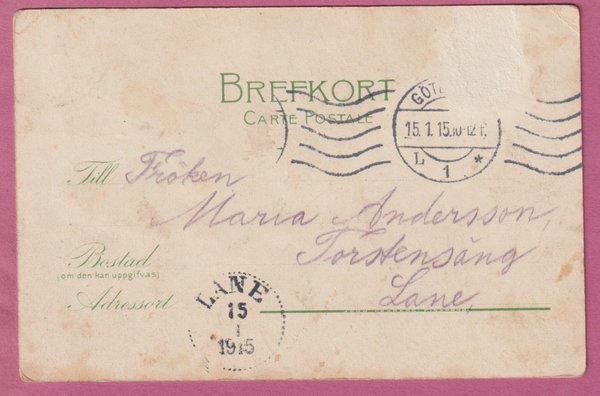 BREFKORT
CARTE POSTALE
GÖT
15.1.15.10-12 F.
L 1 *
Till Fröken
Maria Andersson,
Bostad Torstensäng
(om den kan uppgifvas)
Adressort Lane,
LANE
15
1
1915